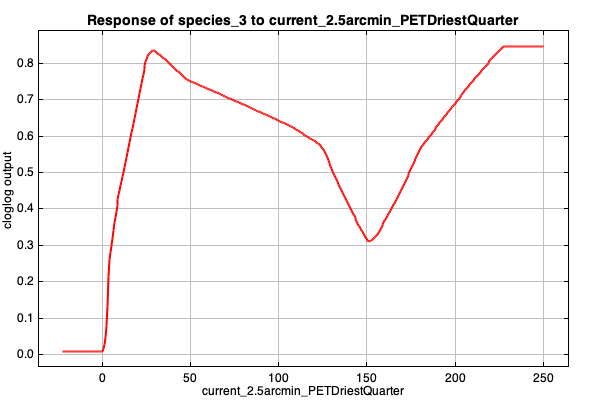 Response of species_3 to current_2.5arcmin_PETDriestQuarter
cloglog output
0.8
0.7
0.6
0.5
0.4
0.3
0.2
0.1
0.0
0 50 100 150 200 250
current_2.5arcmin_PETDriestQuarter